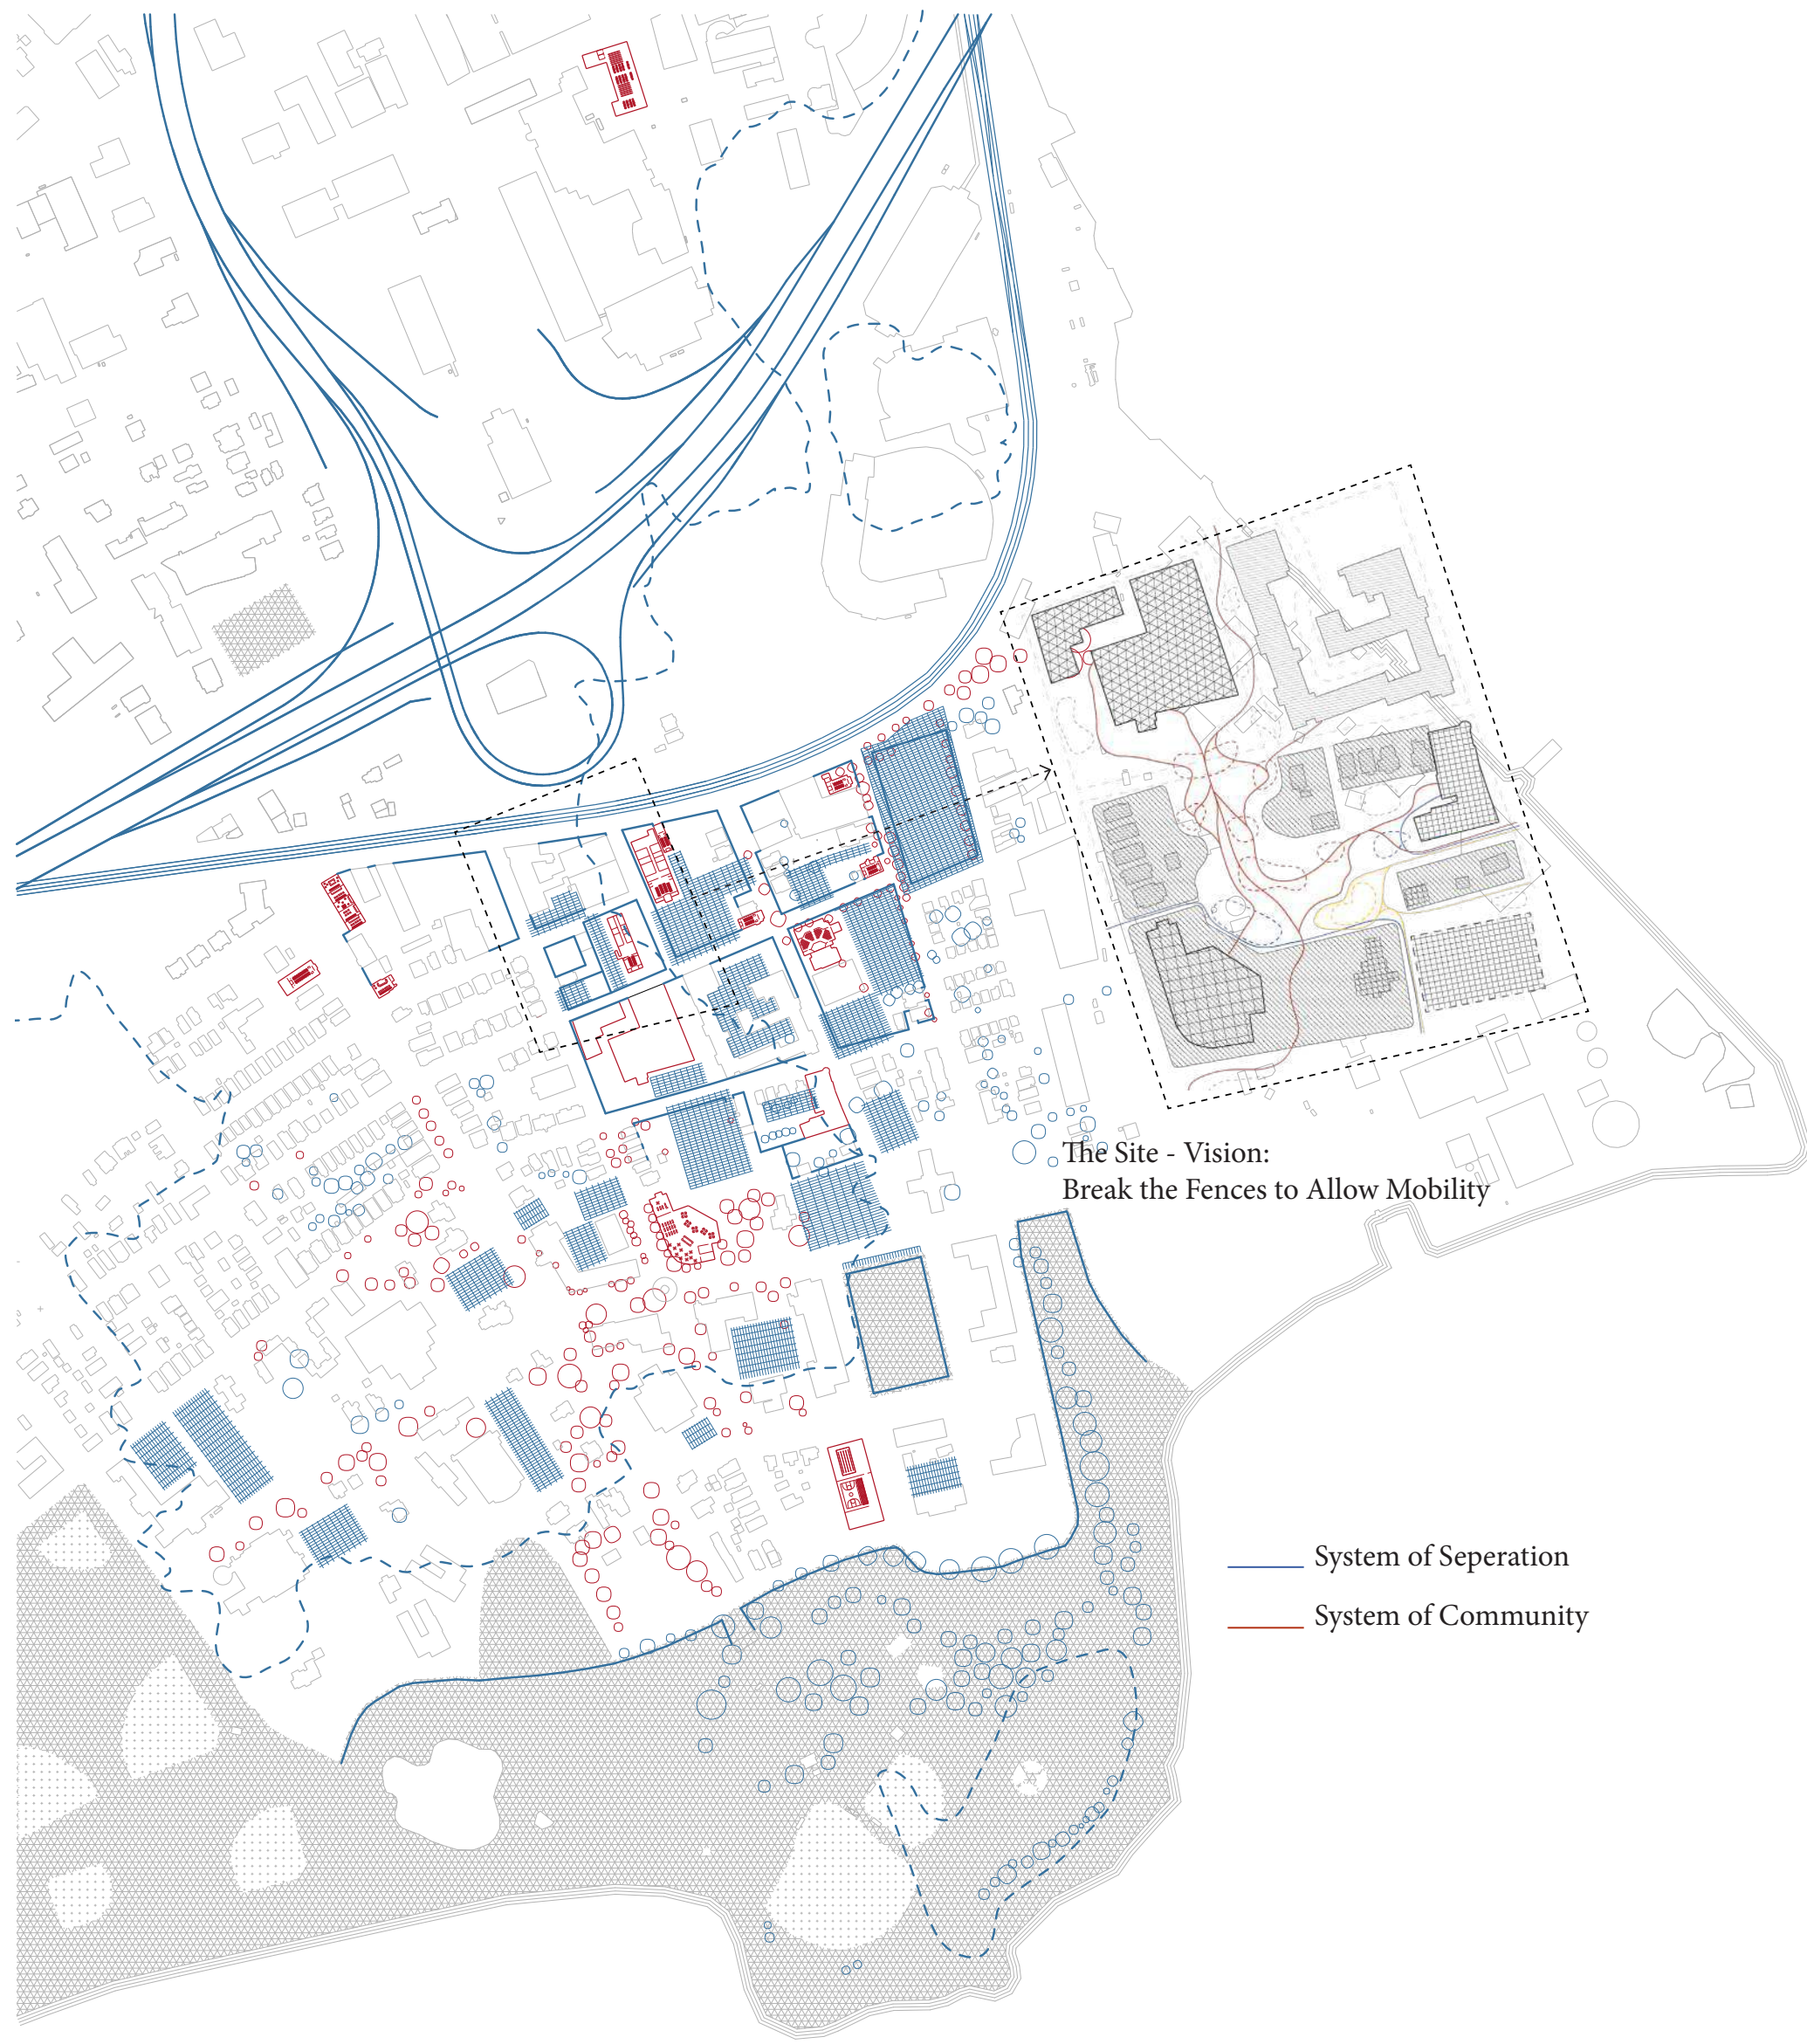 The Site - Vision:
Break the Fences to Allow Mobility
System of Seperation
System of Community